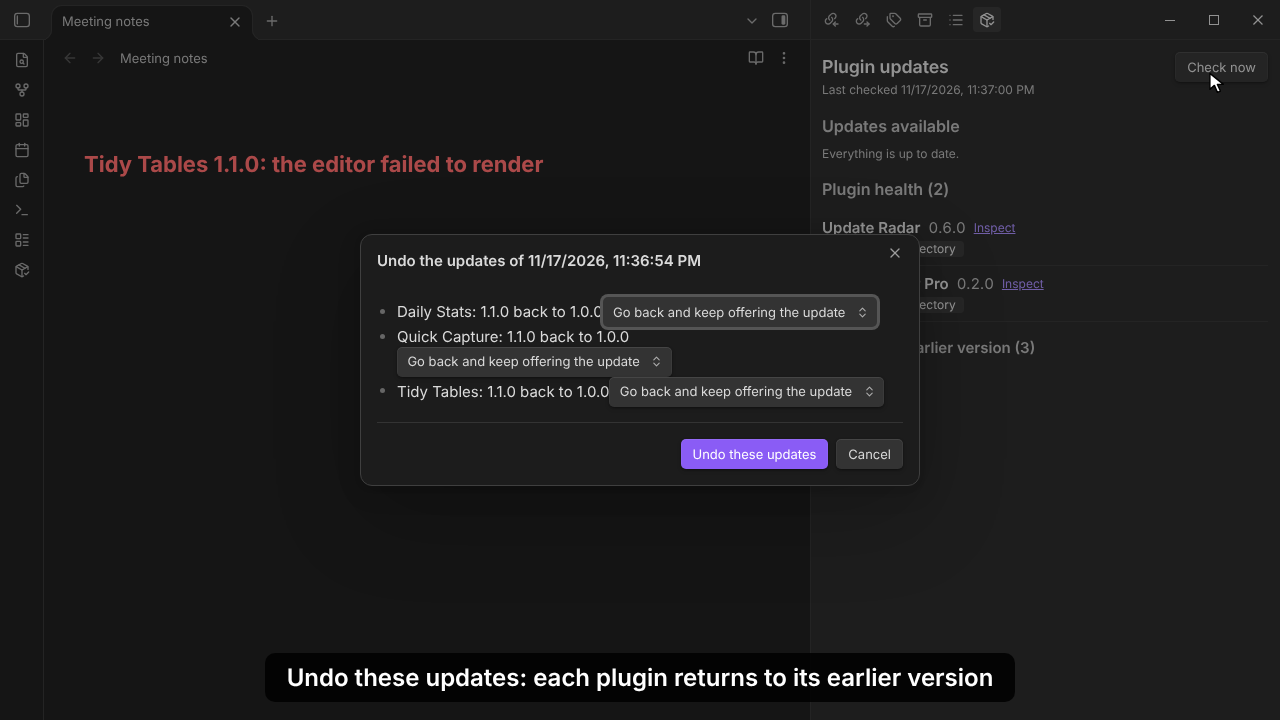 Meeting notes
Meeting notes
Plugin updates
Check now
Last checked 11/17/2026, 11:37:00 PM
Updates available
Everything is up to date.
Plugin health (2)
Update Radar 0.6.0 Inspect
ectory
Pro 0.2.0 Inspect
ectory
arlier version (3)
Tidy Tables 1.1.0: the editor failed to render
Undo the updates of 11/17/2026, 11:36:54 PM
Daily Stats: 1.1.0 back to 1.0.0 Go back and keep offering the update
Quick Capture: 1.1.0 back to 1.0.0
Go back and keep offering the update
Tidy Tables: 1.1.0 back to 1.0.0 Go back and keep offering the update
Undo these updates Cancel
Undo these updates: each plugin returns to its earlier version